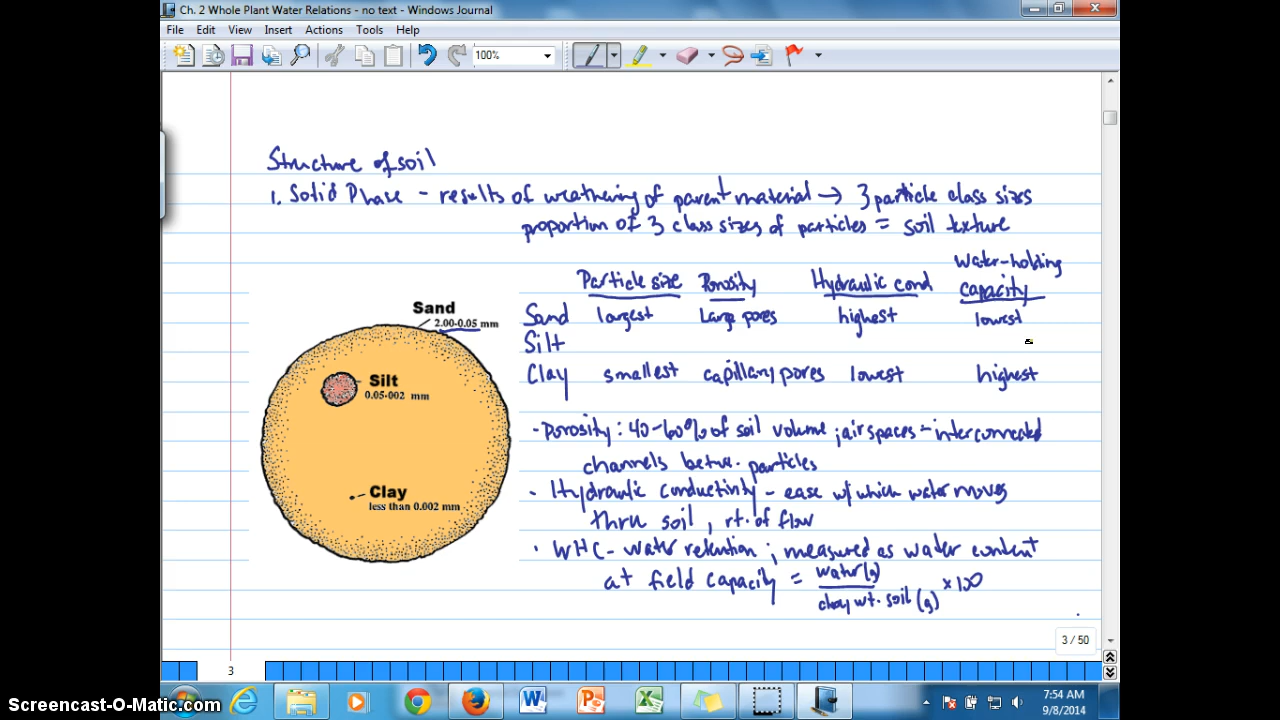 Ch. 2 Whole Plant Water Relations - no text - Windows Journal
File Edit View Insert Actions Tools Help
100%
Structure of soil
1. Solid Phase - results of weathering of parent material → 3 particle class sizes
proportion of 3 class sizes of particles = soil texture
Particle size Porosity Hydraulic cond Water-holding capacity
Sand largest Large pores highest lowest
Silt
Clay smallest capillary pores lowest highest
Sand
2.00-0.05 mm
Silt
0.05-002 mm
Clay
less than 0.002 mm
- Porosity: 40-60% of soil volume ; air spaces - interconnected
channels betw. particles
- Hydraulic conductivity - ease w/ which water moves
thru soil, rt. of flow
· WHC - water retention ; measured as water content
at field capacity = water (g)
wt. soil (g) × 100
3 / 50
3
7:54 AM
9/8/2014
Screencast-O-Matic.com